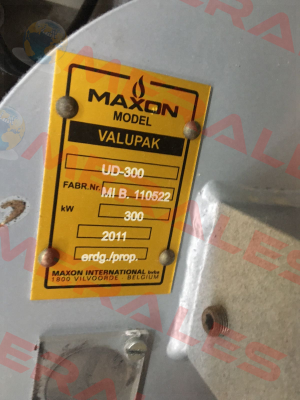 MAXON
MODEL
VALUPAK
UD-300
FABR.Nr MI B. 110522
kW 300
2011
erdg./prop.
MAXON INTERNATIONAL bvba
1800 VILVOORDE BELGIUM